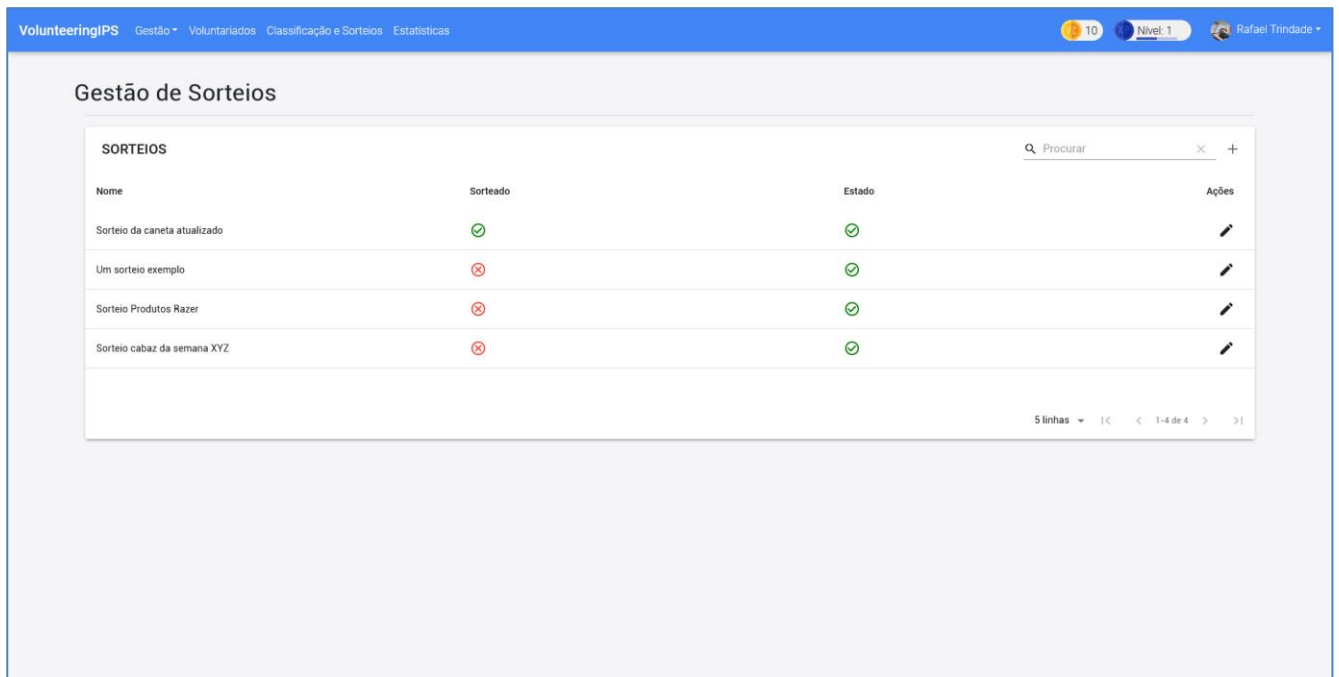 VolunteeringIPS Gestão Voluntariados Classificação e Sorteios Estatísticas 10 Nível: 1 Rafael Trindade
Gestão de Sorteios
SORTEIOS Procurar
Nome Sorteado Estado Ações
Sorteio da caneta atualizado
Um sorteio exemplo
Sorteio Produtos Razer
Sorteio cabaz da semana XYZ
5 linhas 1-4 de 4